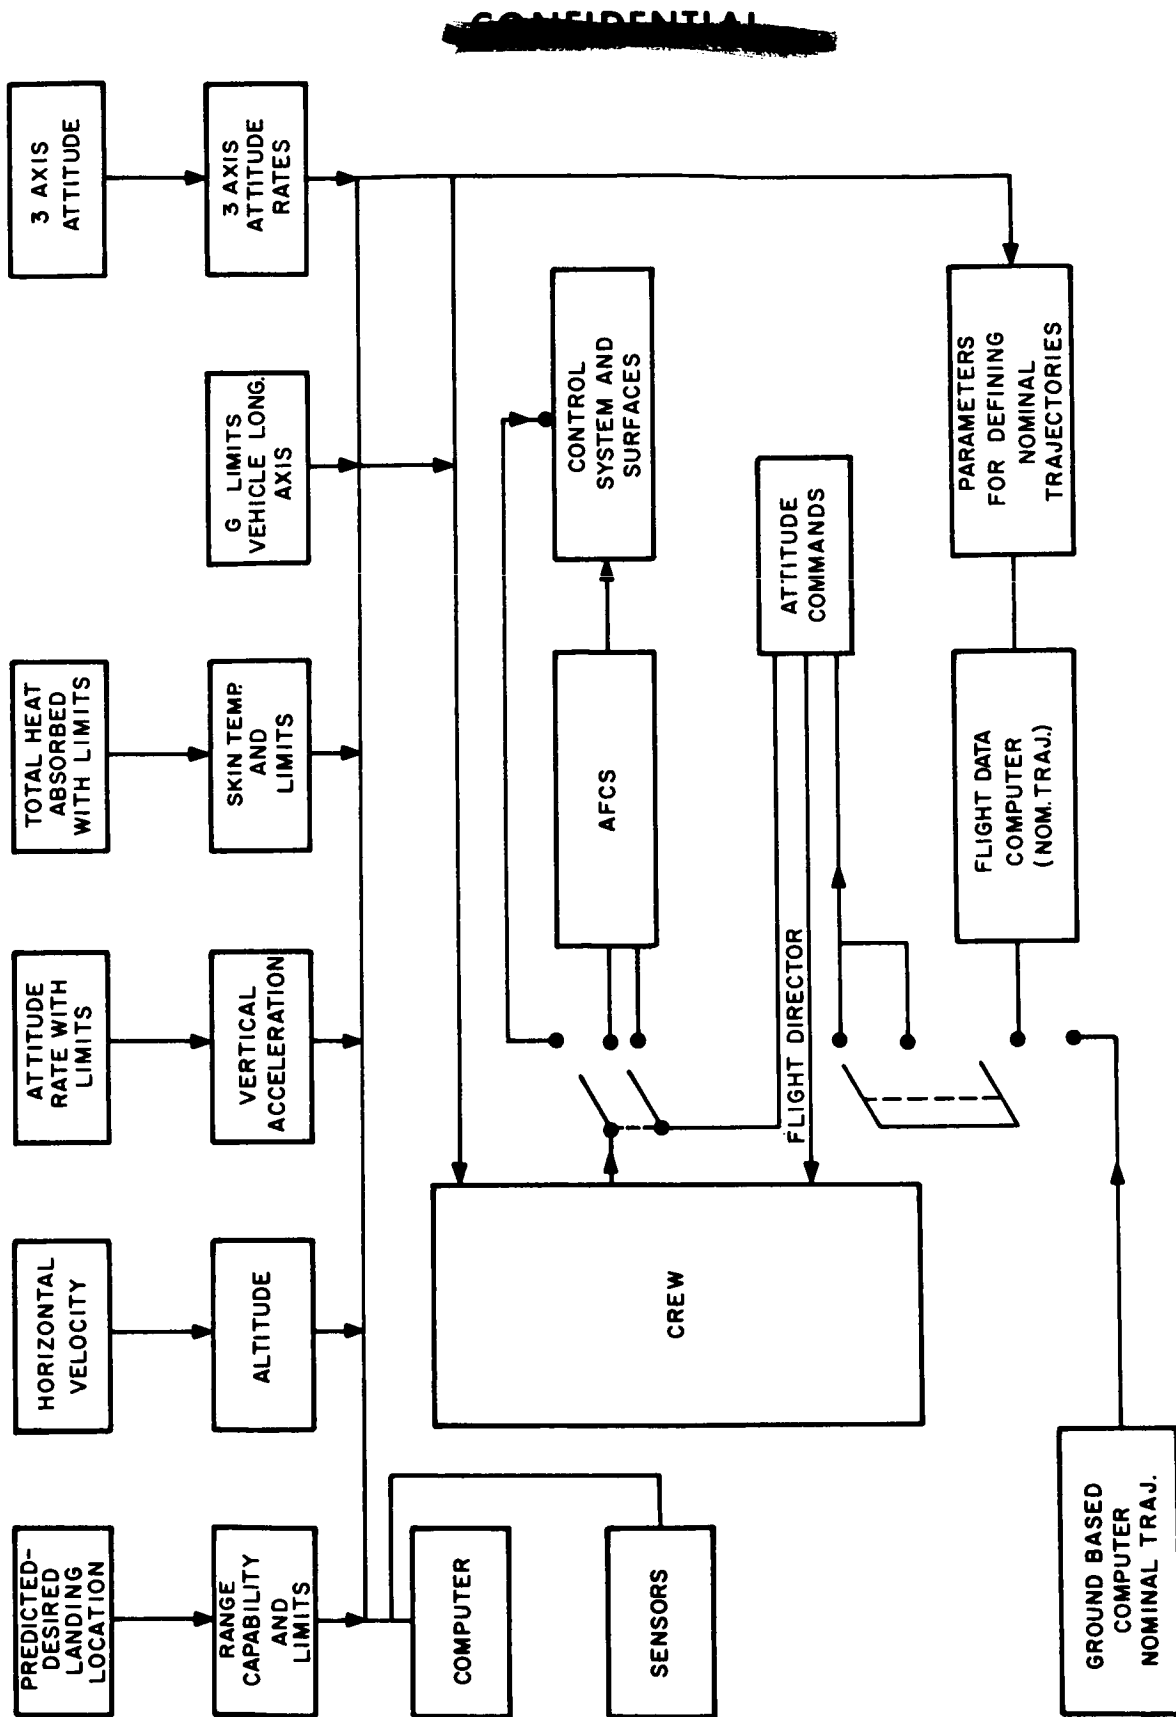 CONFIDENTIAL
PREDICTED-
DESIRED
LANDING
LOCATION
HORIZONTAL
VELOCITY
ATTITUDE
RATE WITH
LIMITS
TOTAL HEAT
ABSORBED
WITH LIMITS
3 AXIS
ATTITUDE
RANGE
CAPABILITY
AND
LIMITS
ALTITUDE
VERTICAL
ACCELERATION
SKIN TEMP.
AND
LIMITS
G LIMITS
VEHICLE LONG.
AXIS
3 AXIS
ATTITUDE
RATES
COMPUTER
SENSORS
CREW
AFCS
CONTROL
SYSTEM AND
SURFACES
FLIGHT DIRECTOR
ATTITUDE
COMMANDS
FLIGHT DATA
COMPUTER
(NOM. TRAJ.)
PARAMETERS
FOR DEFINING
NOMINAL
TRAJECTORIES
GROUND BASED
COMPUTER
NOMINAL TRAJ.